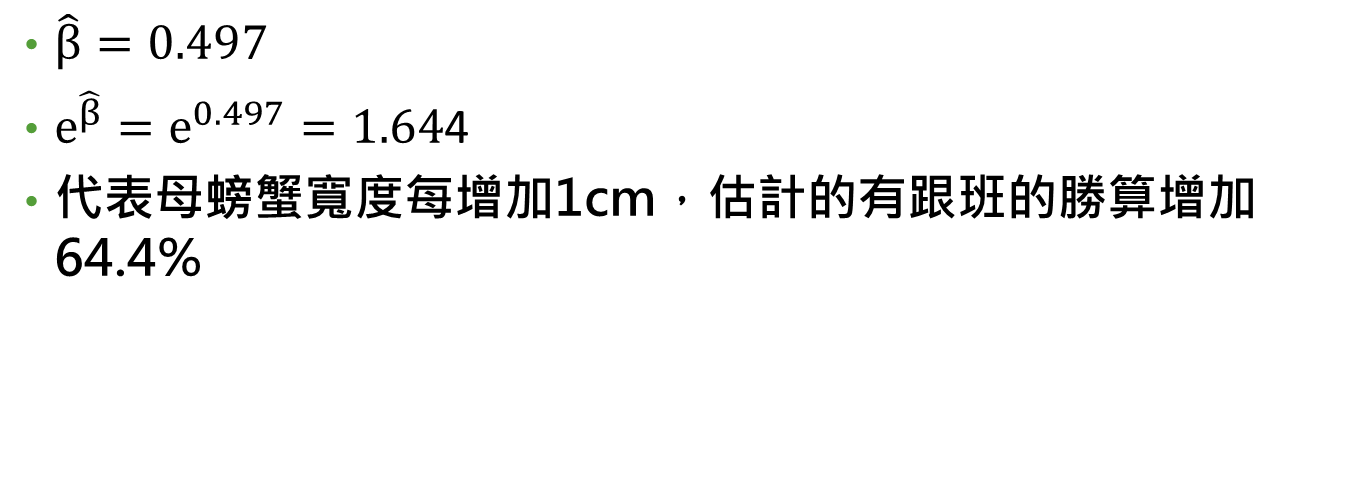 • β̂ = 0.497
• e^β̂ = e^0.497 = 1.644
• 代表母螃蟹寬度每增加1cm，估計的有跟班的勝算增加
64.4%